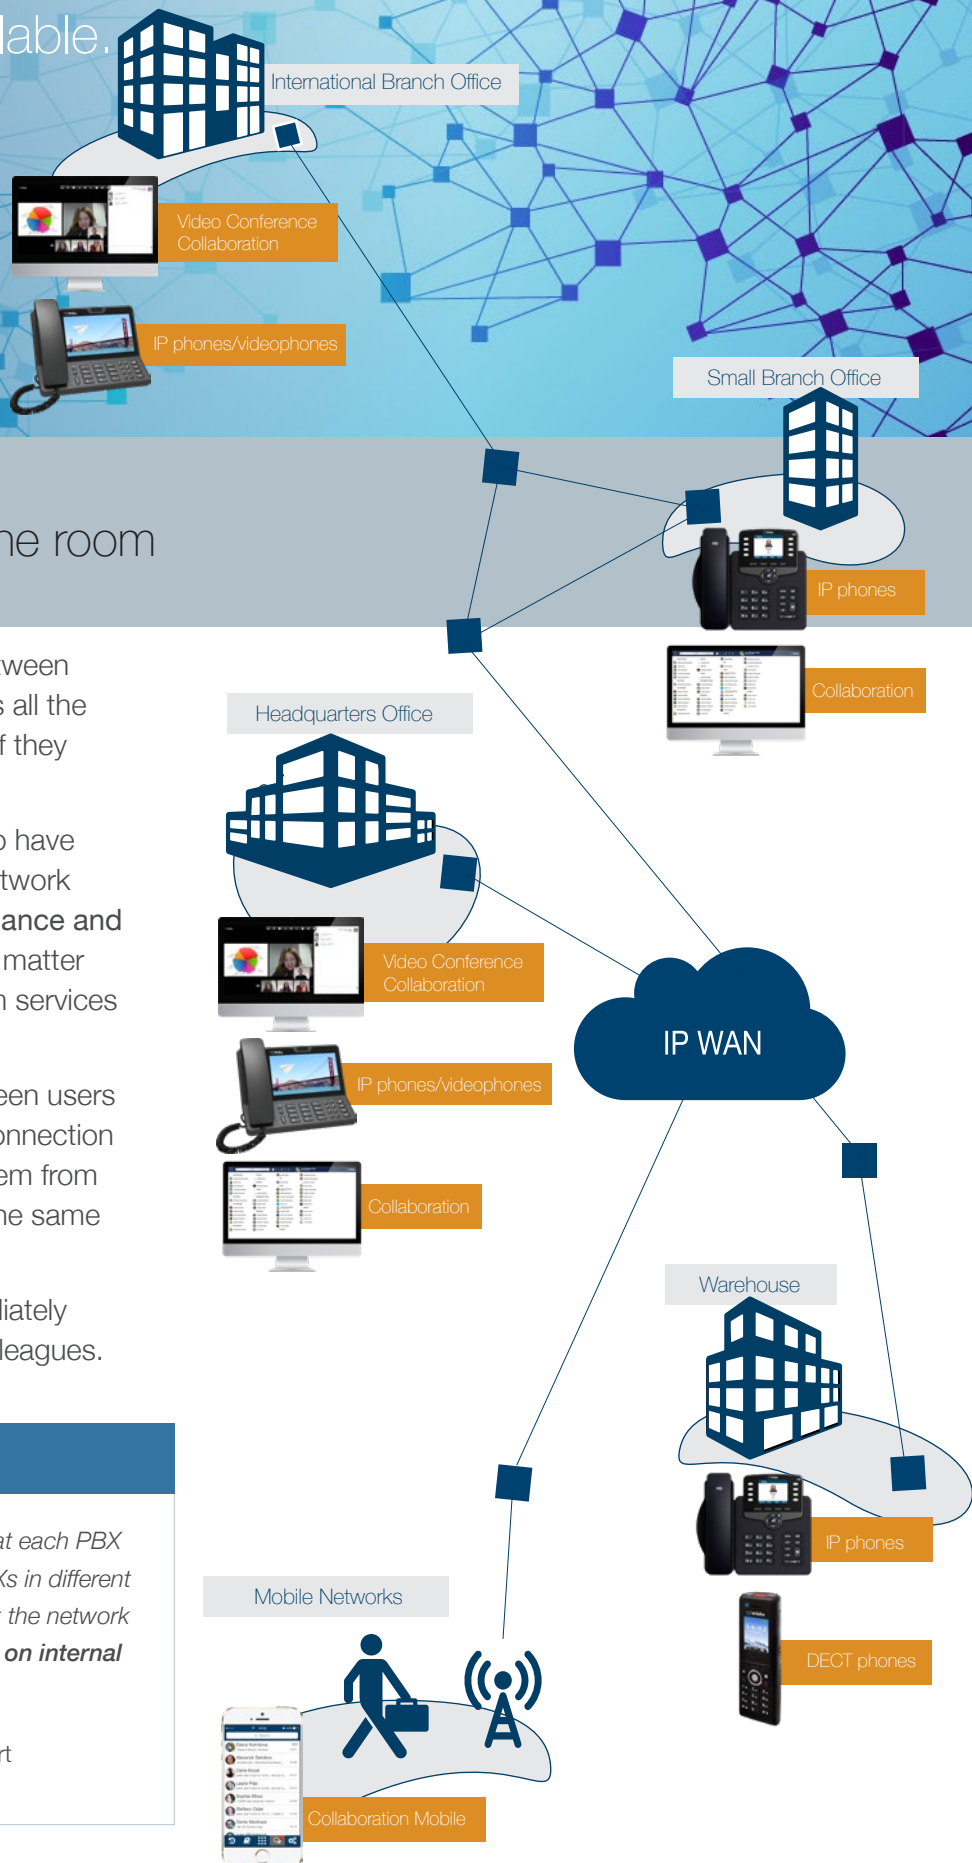 lable.
International Branch Office
Video Conference
Collaboration
IP phones/videophones
Small Branch Office
IP phones
Collaboration
ne room
tween
s all the
f they
o have
twork
ance and
matter
n services
een users
onnection
em from
ne same
liately
leagues.
Headquarters Office
Video Conference
Collaboration
IP phones/videophones
Collaboration
IP WAN
Warehouse
IP phones
DECT phones
at each PBX
Xs in different
t the network
on internal
rt
Mobile Networks
Collaboration Mobile